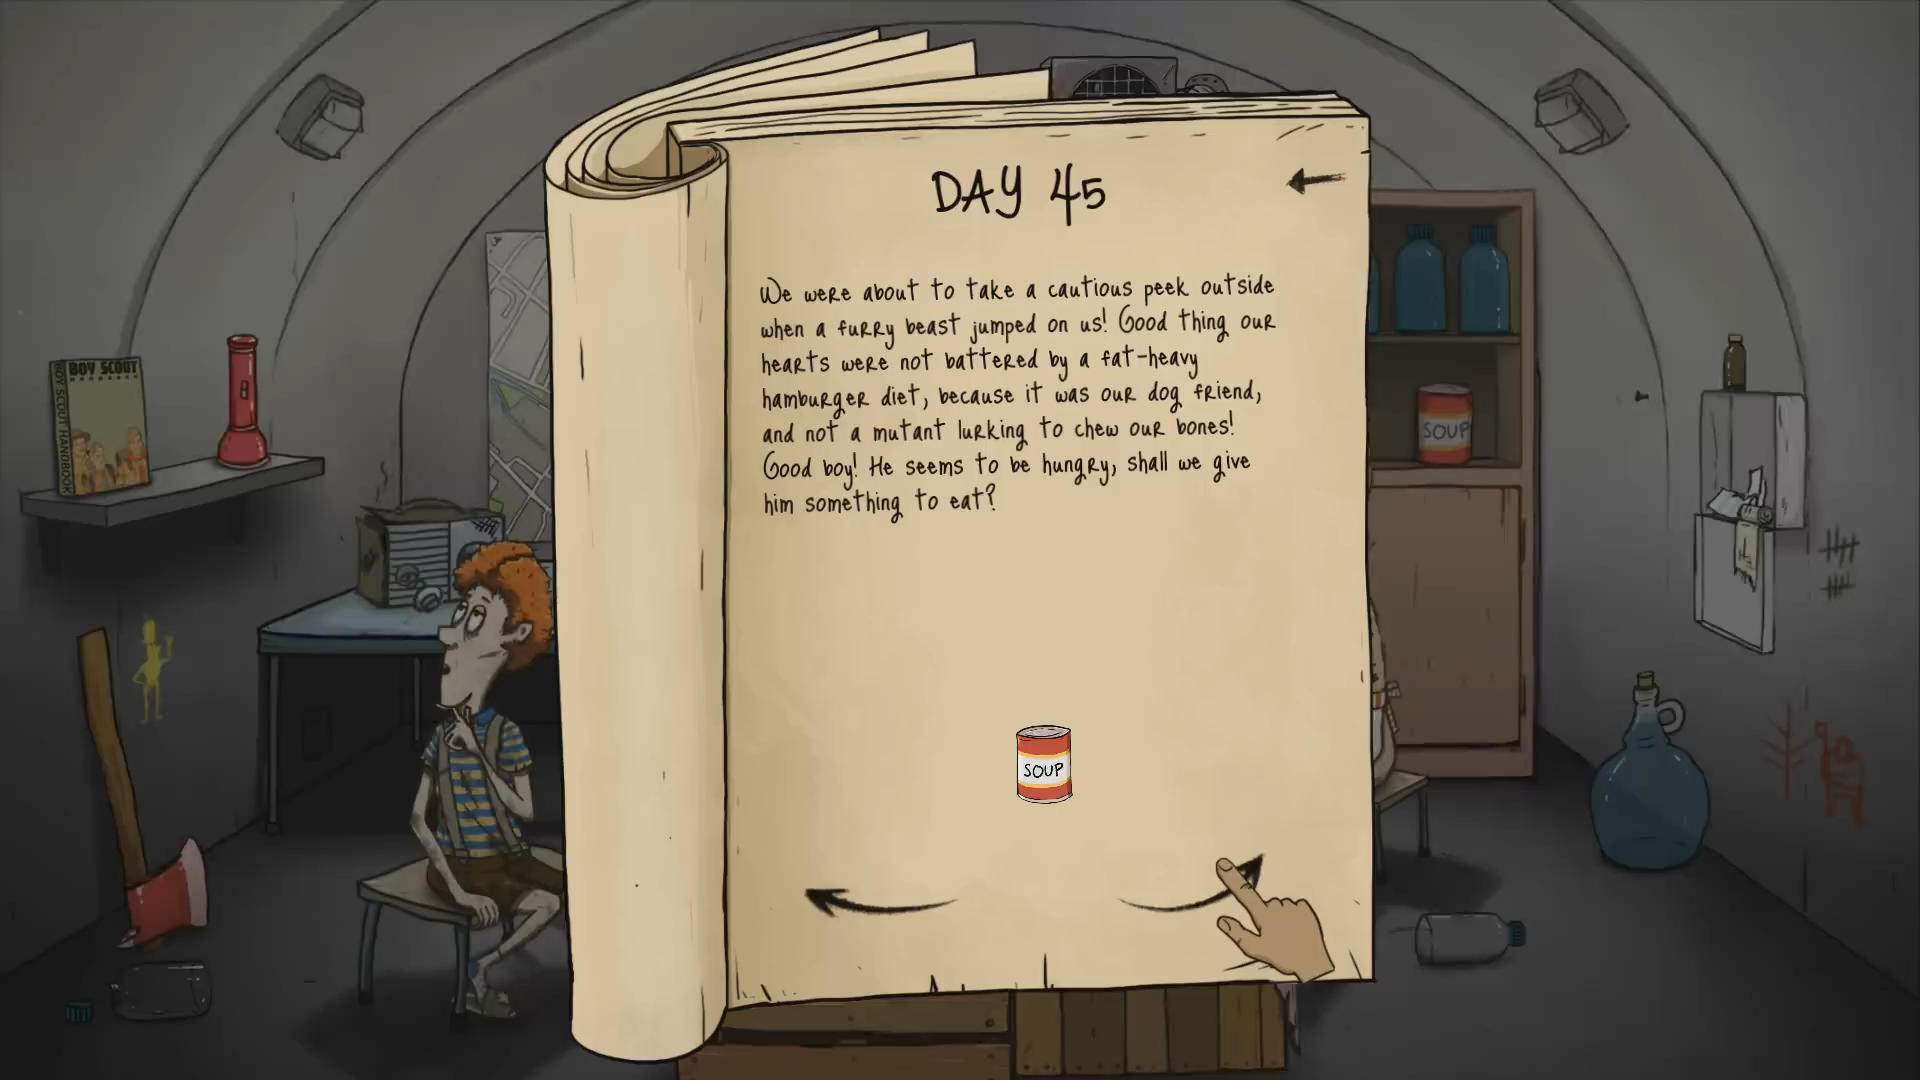 DAY 45
We were about to take a cautious peek outside
when a furry beast jumped on us! Good thing our
hearts were not battered by a fat-heavy
hamburger diet, because it was our dog friend,
and not a mutant lurking to chew our bones!
Good boy! He seems to be hungry, shall we give
him something to eat?
SOUP
BOY SCOUT
BOY SCOUT HANDBOOK
SOUP